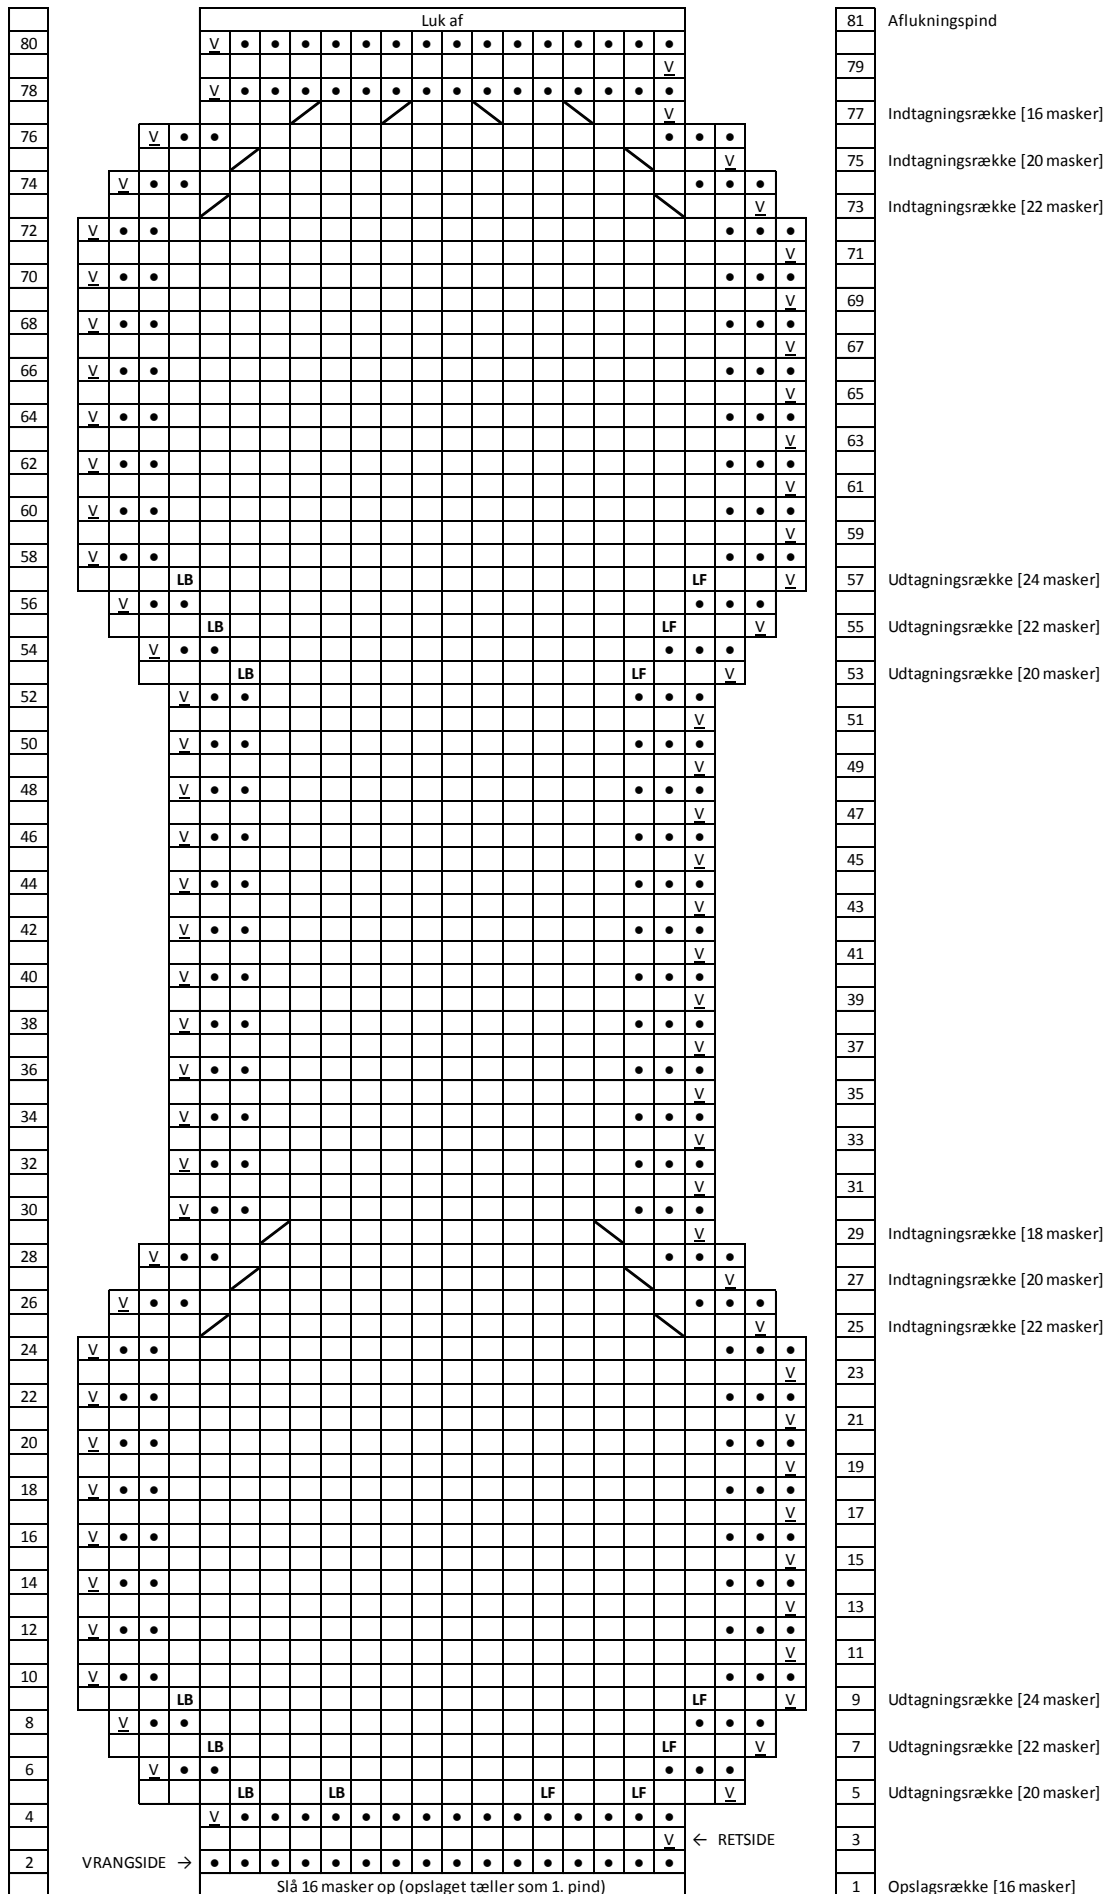 Luk af 81 Aflukningspind
80 V • • • • • • • • • • • • • • •
V 79
78 V • • • • • • • • • • • • • • •
V 77 Indtagningsrække [16 masker]
76 V • • • • •
V 75 Indtagningsrække [20 masker]
74 V • • • • •
V 73 Indtagningsrække [22 masker]
72 V • • • • •
V 71
70 V • • • • •
V 69
68 V • • • • •
V 67
66 V • • • • •
V 65
64 V • • • • •
V 63
62 V • • • • •
V 61
60 V • • • • •
V 59
58 V • • • • •
LB LF V 57 Udtagningsrække [24 masker]
56 V • • • • •
LB LF V 55 Udtagningsrække [22 masker]
54 V • • • • •
LB LF V 53 Udtagningsrække [20 masker]
52 V • • • • •
V 51
50 V • • • • •
V 49
48 V • • • • •
V 47
46 V • • • • •
V 45
44 V • • • • •
V 43
42 V • • • • •
V 41
40 V • • • • •
V 39
38 V • • • • •
V 37
36 V • • • • •
V 35
34 V • • • • •
V 33
32 V • • • • •
V 31
30 V • • • • •
V 29 Indtagningsrække [18 masker]
28 V • • • • •
V 27 Indtagningsrække [20 masker]
26 V • • • • •
V 25 Indtagningsrække [22 masker]
24 V • • • • •
V 23
22 V • • • • •
V 21
20 V • • • • •
V 19
18 V • • • • •
V 17
16 V • • • • •
V 15
14 V • • • • •
V 13
12 V • • • • •
V 11
10 V • • • • •
LB LF V 9 Udtagningsrække [24 masker]
8 V • • • • •
LB LF V 7 Udtagningsrække [22 masker]
6 V • • • • •
LB LB LF LF V 5 Udtagningsrække [20 masker]
4 V • • • • • • • • • • • • • • •
V ← RETSIDE 3
2 VRANGSIDE → • • • • • • • • • • • • • • • •
Slå 16 masker op (opslaget tæller som 1. pind) 1 Opslagsrække [16 masker]